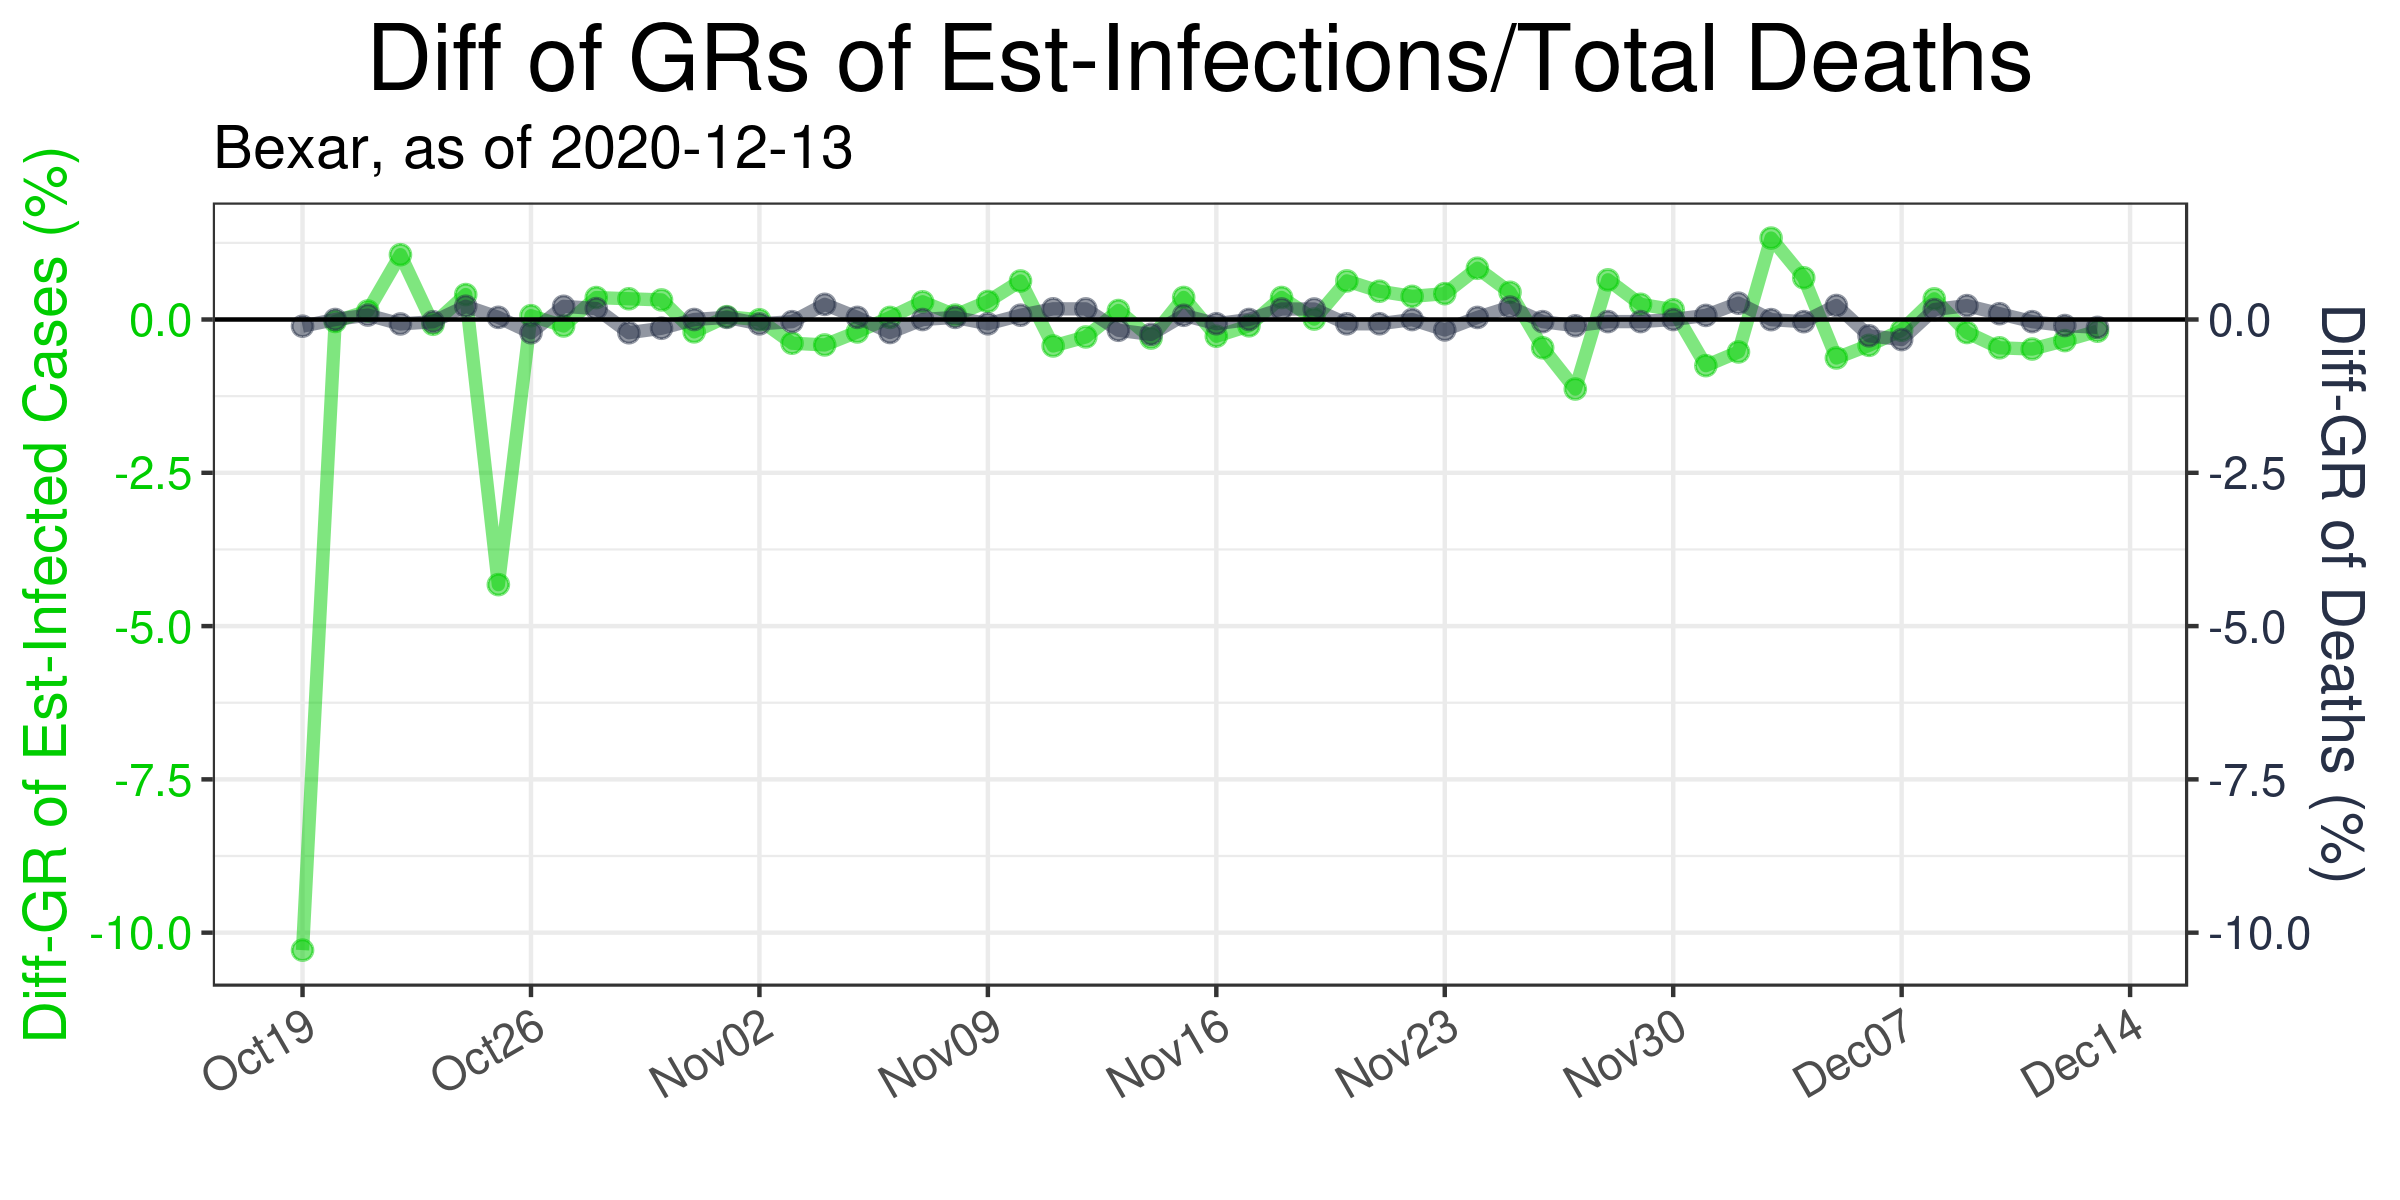 Diff of GRs of Est-Infections/Total Deaths
Bexar, as of 2020-12-13
Diff-GR of Est-Infected Cases (%)
0.0
-2.5
-5.0
-7.5
-10.0
0.0
-2.5
-5.0
-7.5
-10.0
Diff-GR of Deaths (%)
Oct19
Oct26
Nov02
Nov09
Nov16
Nov23
Nov30
Dec07
Dec14